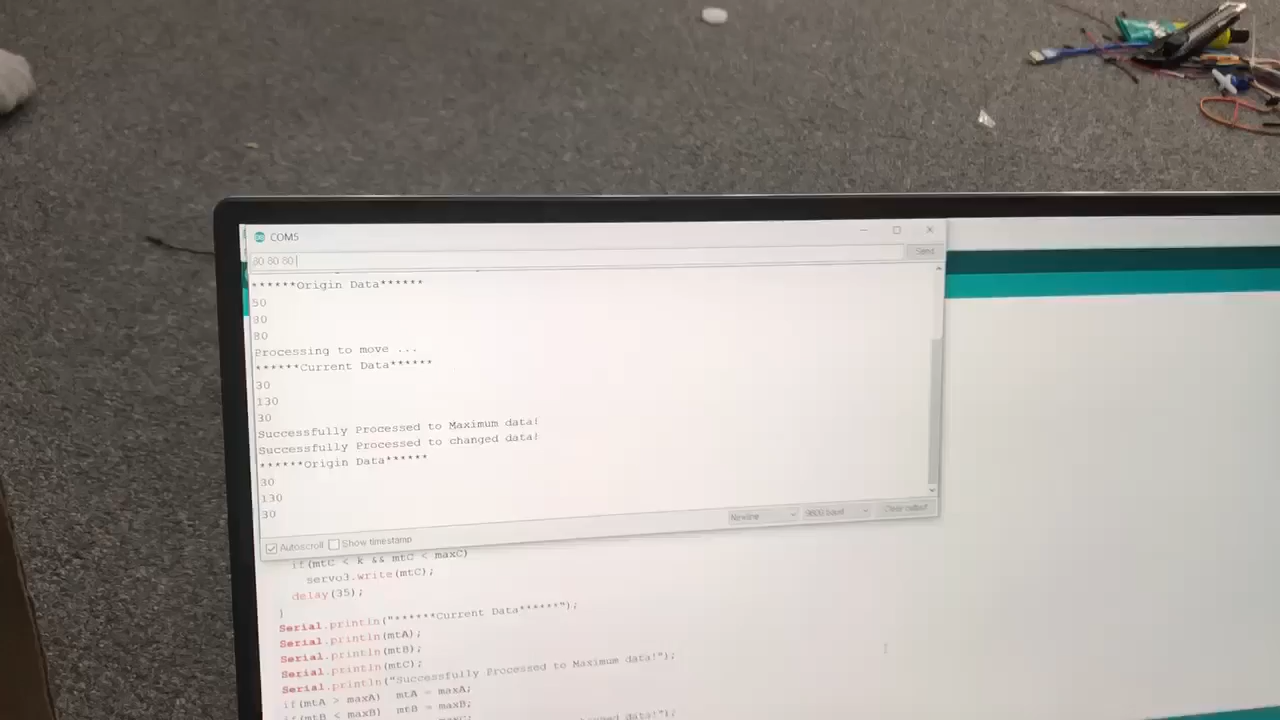 COM5
80 80 80
Send
******Origin Data******
50
80
80
Processing to move ...
******Current Data******
30
130
30
Successfully Processed to Maximum data!
Successfully Processed to changed data!
******Origin Data******
30
130
30
Autoscroll Show timestamp Newline 9600 baud Clear output
if(mtC < k && mtC < maxC)
servo3.write(mtC);
delay(35);
}
Serial.println("******Current Data******");
Serial.println(mtA);
Serial.println(mtB);
Serial.println(mtC);
Serial.println("Successfully Processed to Maximum data!");
if(mtA > maxA) mtA = maxA;
if(mtB < maxB) mtB = maxB;
maxC;
data!");